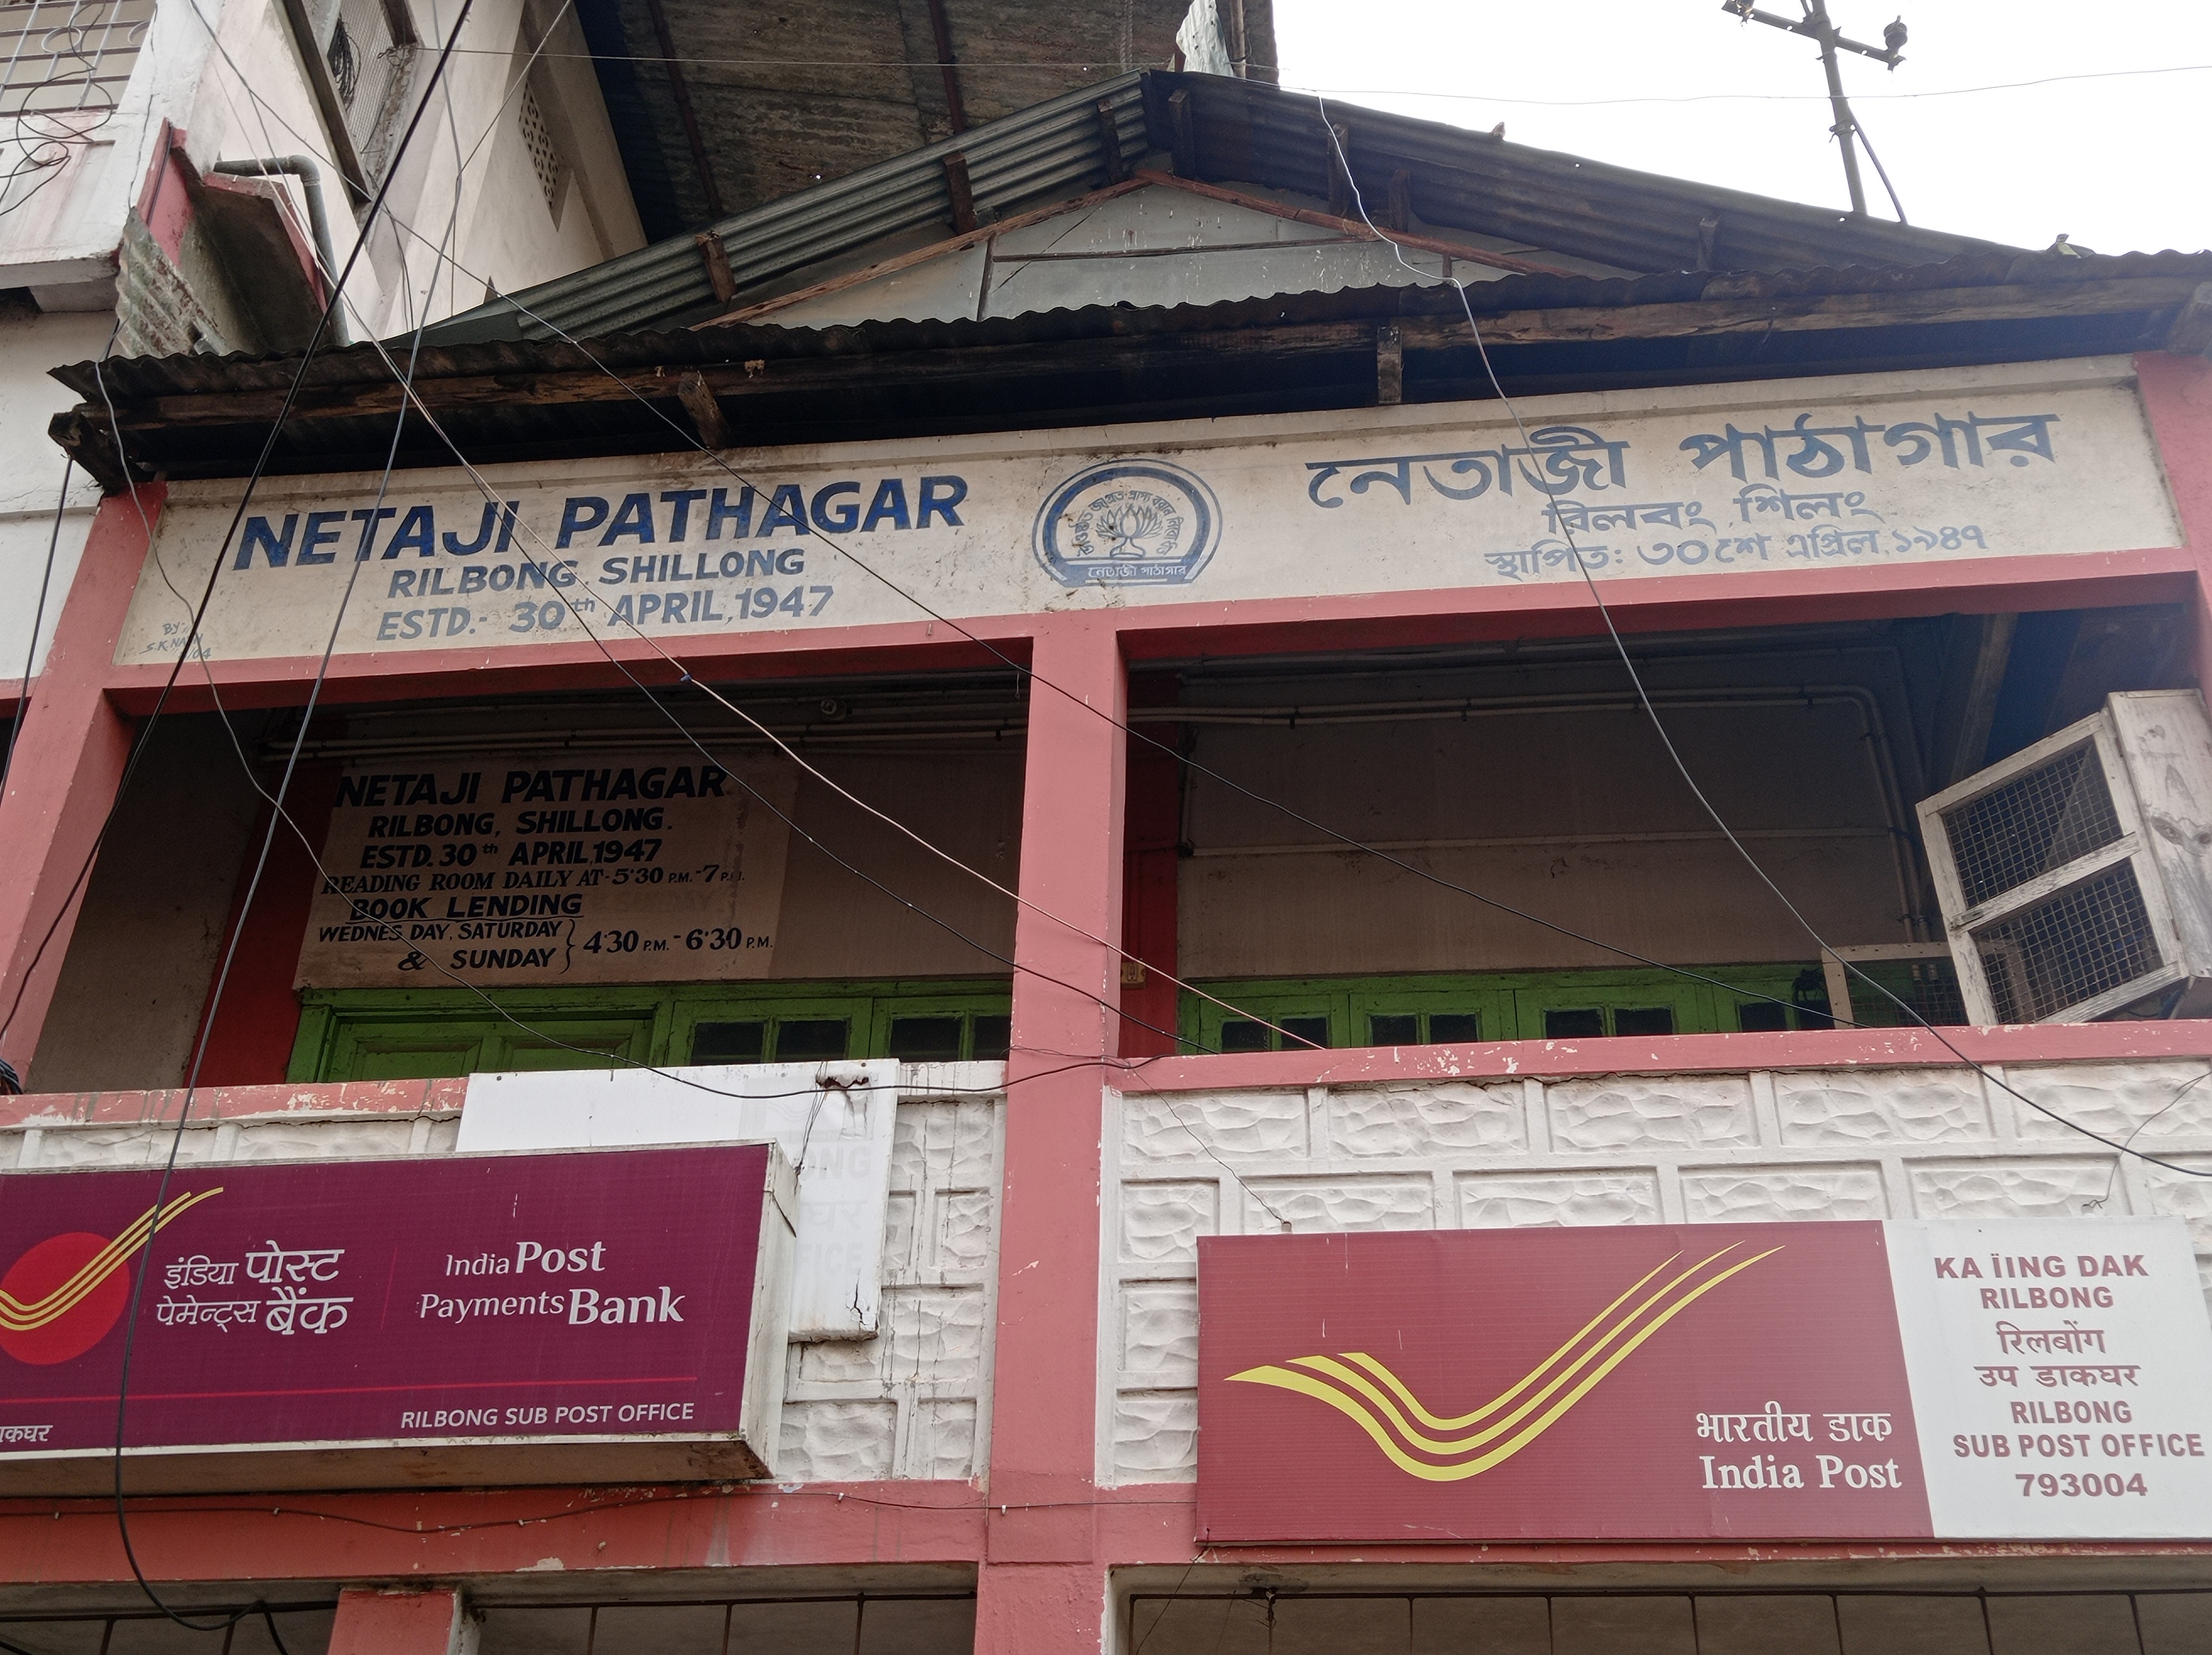 NETAJI PATHAGAR
RILBONG SHILLONG
ESTD.- 30th APRIL, 1947
BY
নেতাজী পাঠাগার
নেতাজী পাঠাগার
রিলবং, শিলং
স্থাপিত: ৩০শে এপ্রিল, ১৯৪৭
NETAJI PATHAGAR
RILBONG, SHILLONG.
ESTD. 30th APRIL, 1947
READING ROOM DAILY AT- 5·30 P.M. - 7 P.M.
BOOK LENDING
WEDNES DAY, SATURDAY
& SUNDAY } 4·30 P.M. - 6·30 P.M.
इंडिया पोस्ट
पेमेन्ट्स बैंक
India Post
Payments Bank
RILBONG SUB POST OFFICE
भारतीय डाक
India Post
KA ÏING DAK
RILBONG
रिलबोंग
उप डाकघर
RILBONG
SUB POST OFFICE
793004